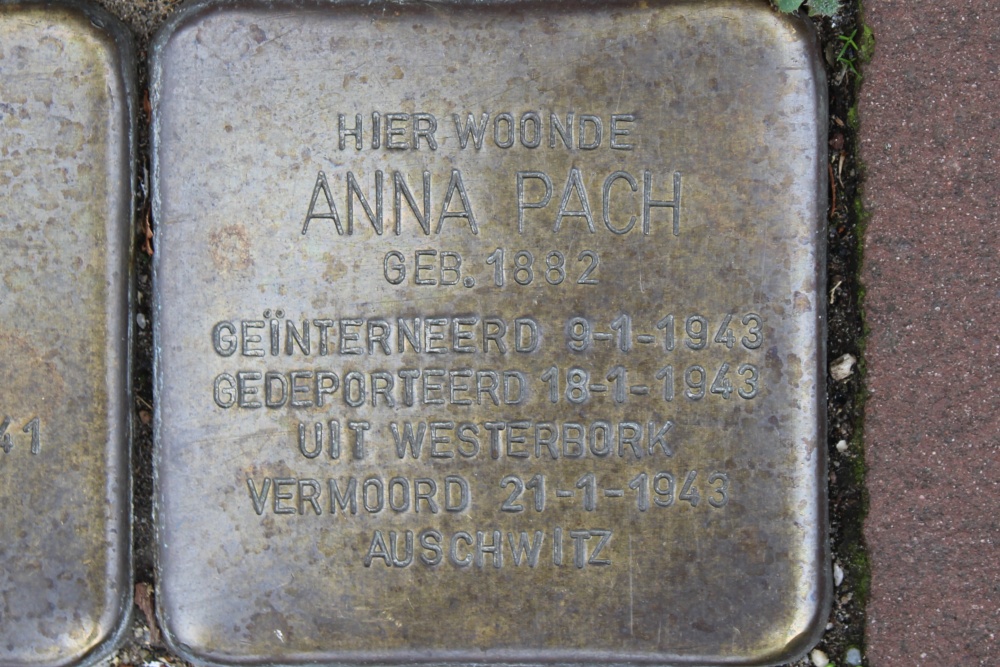 HIER WOONDE
ANNA PACH
GEB. 1882
GEÏNTERNEERD 9-1-1943
GEDEPORTEERD 18-1-1943
UIT WESTERBORK
VERMOORD 21-1-1943
AUSCHWITZ
41